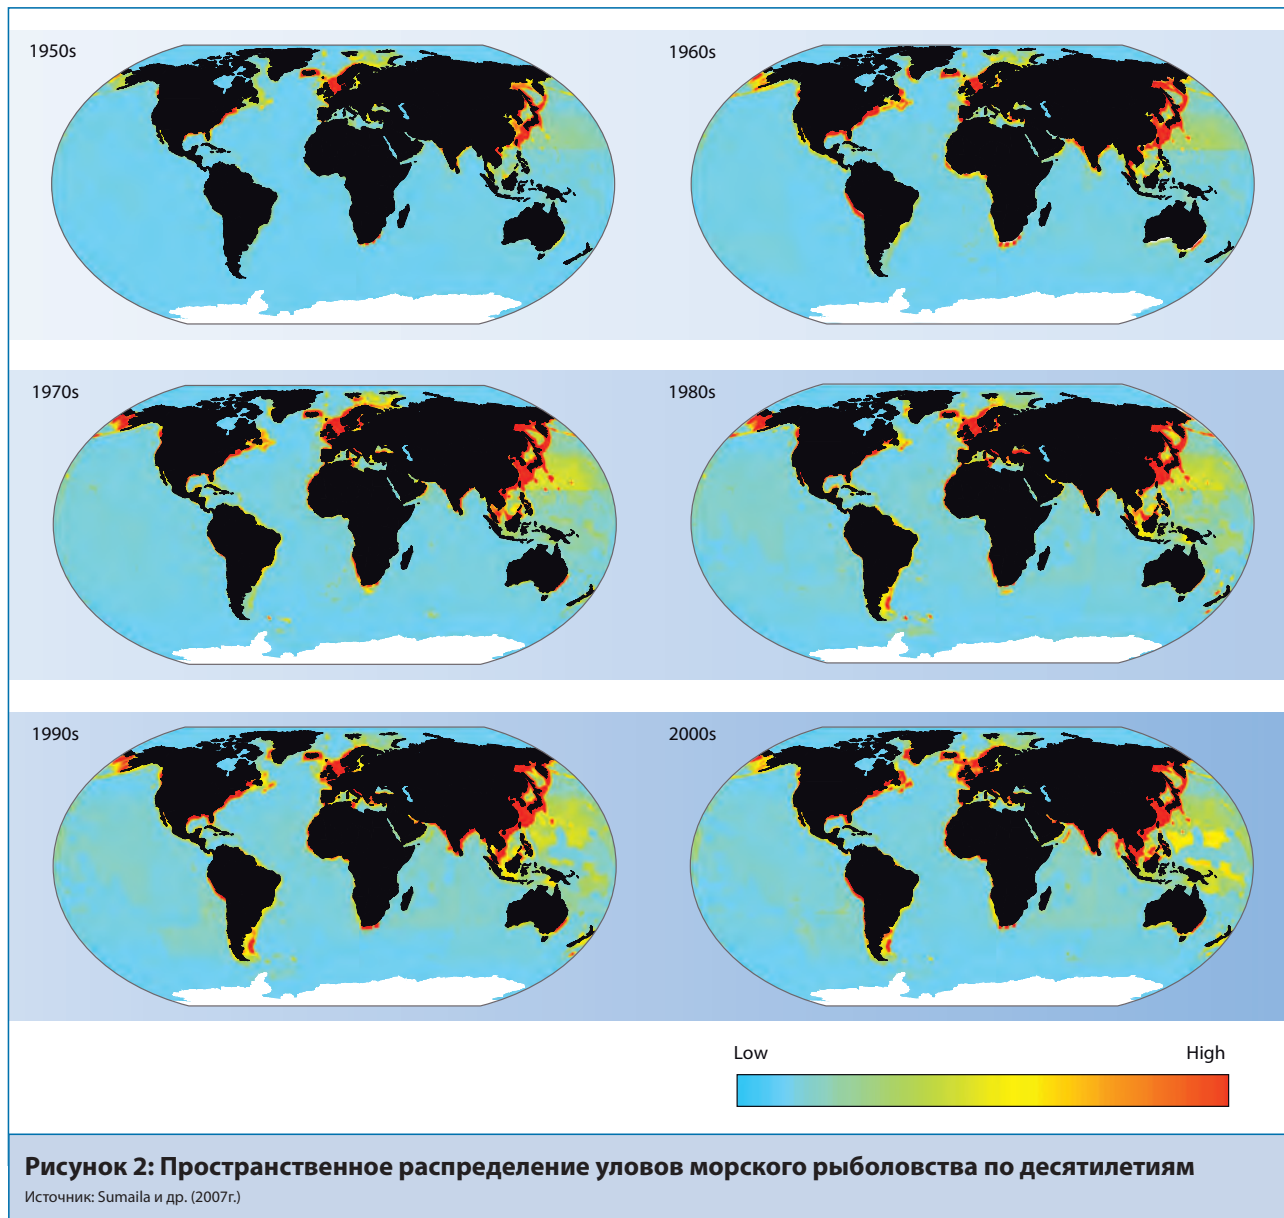 1950s
1960s
1970s
1980s
1990s
2000s
Low
High
Рисунок 2: Пространственное распределение уловов морского рыболовства по десятилетиям
Источник: Sumaila и др. (2007г.)